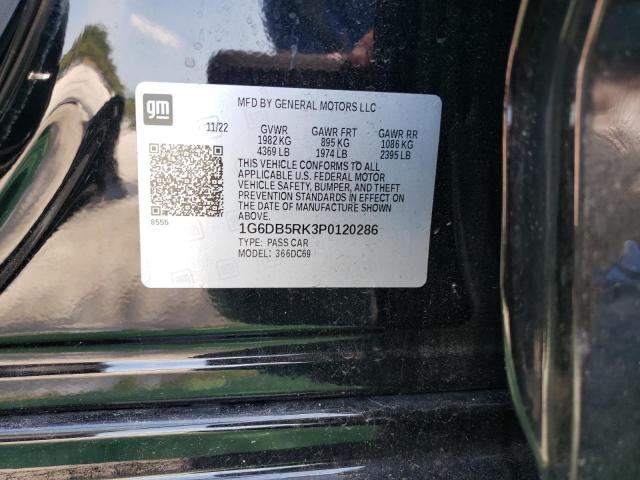 gm
MFD BY GENERAL MOTORS LLC
11/22 GVWR GAWR FRT GAWR RR
1982 KG 895 KG 1086 KG
4369 LB 1974 LB 2395 LB
THIS VEHICLE CONFORMS TO ALL
APPLICABLE U.S. FEDERAL MOTOR
VEHICLE SAFETY, BUMPER, AND THEFT
PREVENTION STANDARDS IN EFFECT
ON THE DATE OF MANUFACTURE SHOWN
ABOVE.
8555
1G6DB5RK3P0120286
TYPE: PASS CAR
MODEL: 366DC69